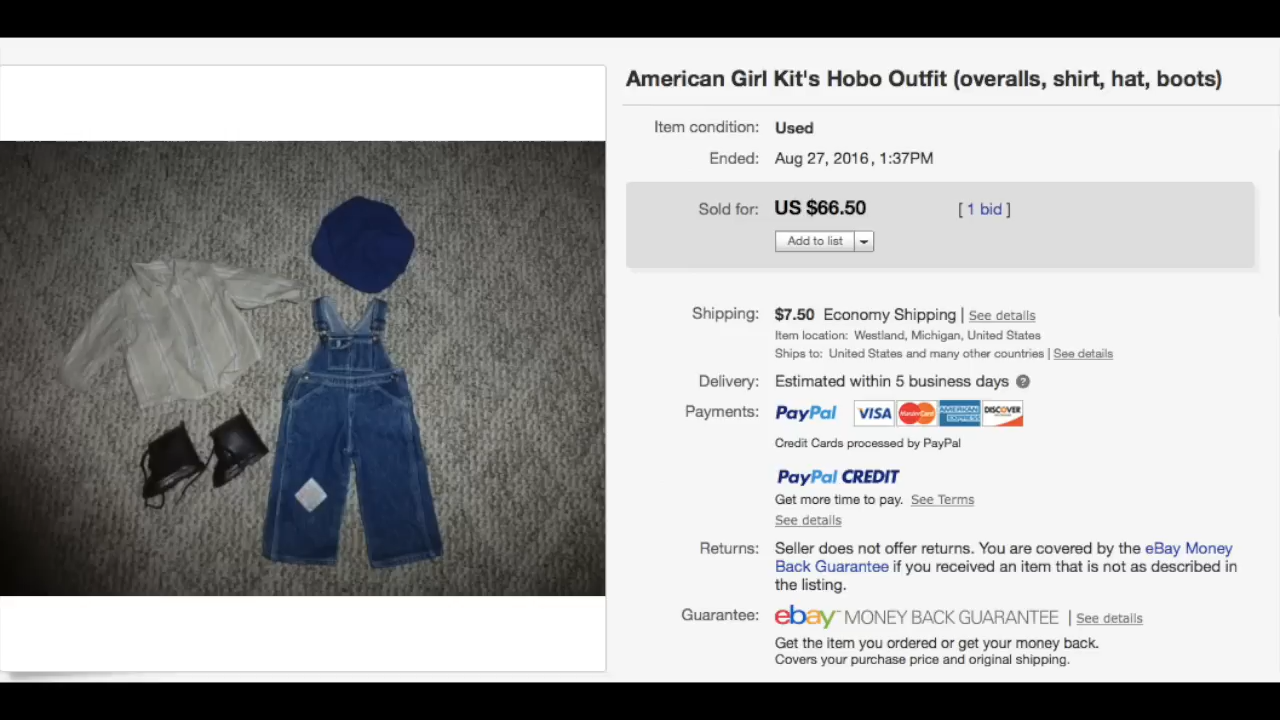 American Girl Kit's Hobo Outfit (overalls, shirt, hat, boots)
Item condition: Used
Ended: Aug 27, 2016 , 1:37PM
Sold for: US $66.50 [ 1 bid ]
Add to list
Shipping: $7.50 Economy Shipping | See details
Item location: Westland, Michigan, United States
Ships to: United States and many other countries | See details
Delivery: Estimated within 5 business days ?
Payments: PayPal VISA MasterCard AMERICAN EXPRESS DISCOVER
Credit Cards processed by PayPal
PayPal CREDIT
Get more time to pay. See Terms
See details
Returns: Seller does not offer returns. You are covered by the eBay Money
Back Guarantee if you received an item that is not as described in
the listing.
Guarantee: ebay MONEY BACK GUARANTEE | See details
Get the item you ordered or get your money back.
Covers your purchase price and original shipping.